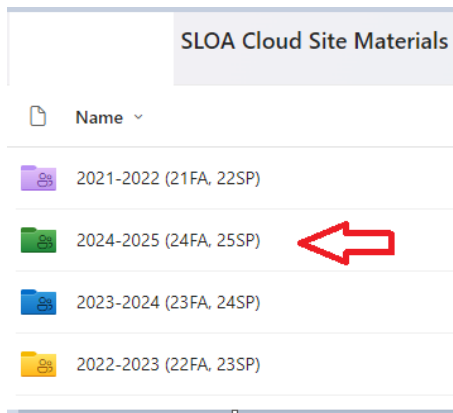 SLOA Cloud Site Materials
Name
2021-2022 (21FA, 22SP)
2024-2025 (24FA, 25SP)
2023-2024 (23FA, 24SP)
2022-2023 (22FA, 23SP)